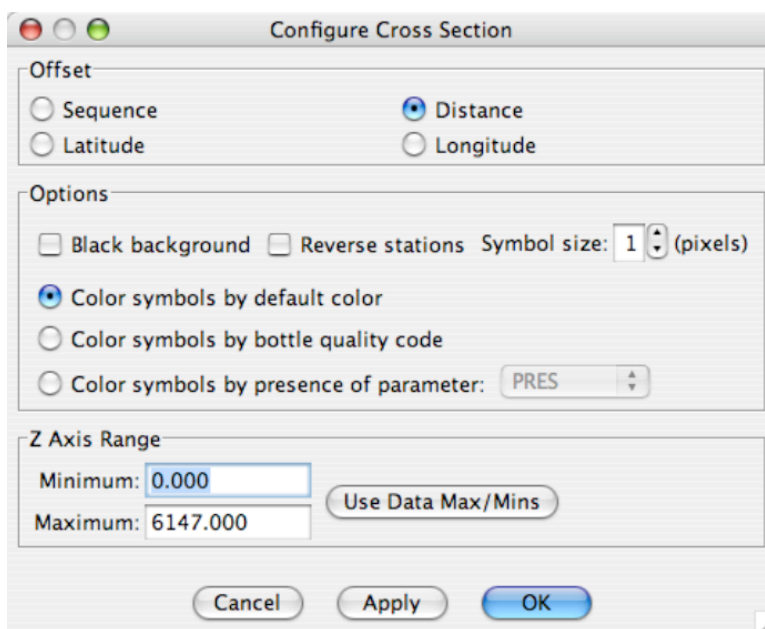 Configure Cross Section
Offset
Sequence Distance
Latitude Longitude
Options
Black background Reverse stations Symbol size: 1 (pixels)
Color symbols by default color
Color symbols by bottle quality code
Color symbols by presence of parameter: PRES
Z Axis Range
Minimum: 0.000
Use Data Max/Mins
Maximum: 6147.000
Cancel Apply OK